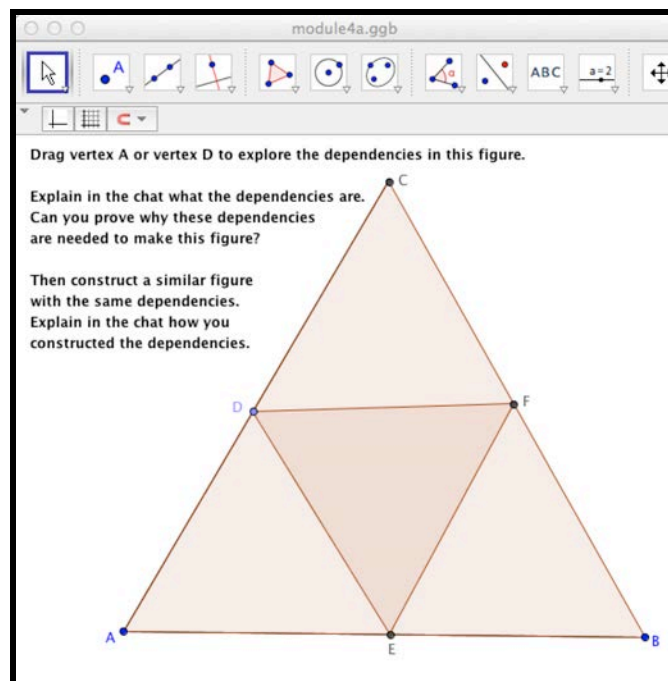 module4a.ggb
A
α
ABC
a=2
Drag vertex A or vertex D to explore the dependencies in this figure.
C
Explain in the chat what the dependencies are.
Can you prove why these dependencies
are needed to make this figure?
Then construct a similar figure
with the same dependencies.
Explain in the chat how you
constructed the dependencies.
D
F
A
E
B